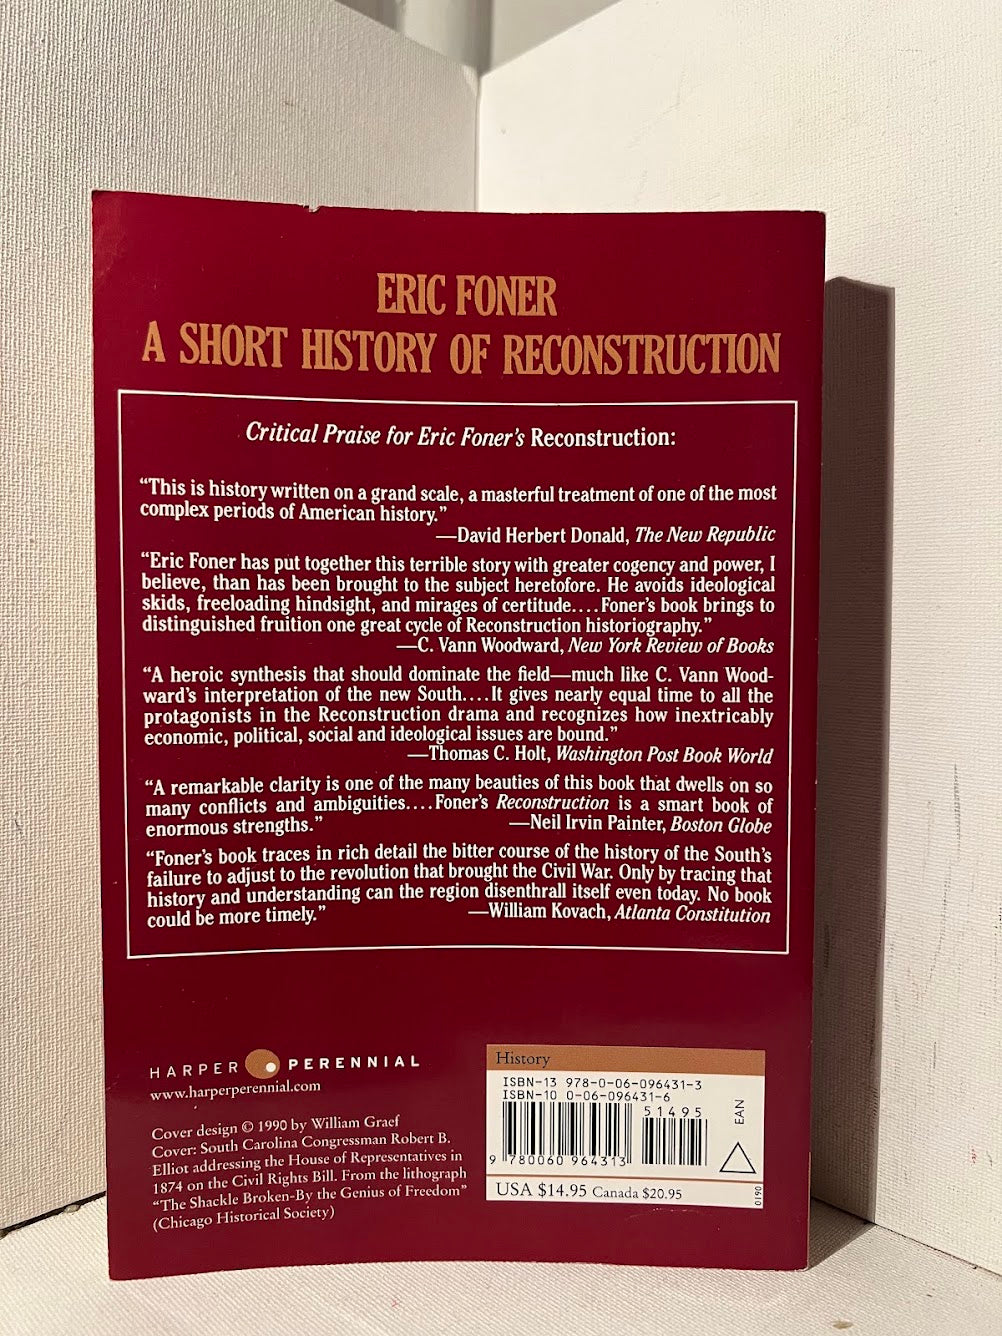 ERIC FONER
A SHORT HISTORY OF RECONSTRUCTION
Critical Praise for Eric Foner's Reconstruction:
“This is history written on a grand scale, a masterful treatment of one of the most
complex periods of American history.”
—David Herbert Donald, The New Republic
“Eric Foner has put together this terrible story with greater cogency and power, I
believe, than has been brought to the subject heretofore. He avoids ideological
skids, freeloading hindsight, and mirages of certitude.... Foner's book brings to
distinguished fruition one great cycle of Reconstruction historiography.”
—C. Vann Woodward, New York Review of Books
“A heroic synthesis that should dominate the field—much like C. Vann Wood-
ward's interpretation of the new South.... It gives nearly equal time to all the
protagonists in the Reconstruction drama and recognizes how inextricably
economic, political, social and ideological issues are bound.”
—Thomas C. Holt, Washington Post Book World
“A remarkable clarity is one of the many beauties of this book that dwells on so
many conflicts and ambiguities.... Foner's Reconstruction is a smart book of
enormous strengths.” —Neil Irvin Painter, Boston Globe
“Foner's book traces in rich detail the bitter course of the history of the South's
failure to adjust to the revolution that brought the Civil War. Only by tracing that
history and understanding can the region disenthrall itself even today. No book
could be more timely.” —William Kovach, Atlanta Constitution
HARPER PERENNIAL
www.harperperennial.com
Cover design © 1990 by William Graef
Cover: South Carolina Congressman Robert B.
Elliot addressing the House of Representatives in
1874 on the Civil Rights Bill. From the lithograph
“The Shackle Broken-By the Genius of Freedom”
(Chicago Historical Society)
History
ISBN-13 978-0-06-096431-3
ISBN-10 0-06-096431-6
51495
EAN
9 780060 964313
USA $14.95 Canada $20.95
0190